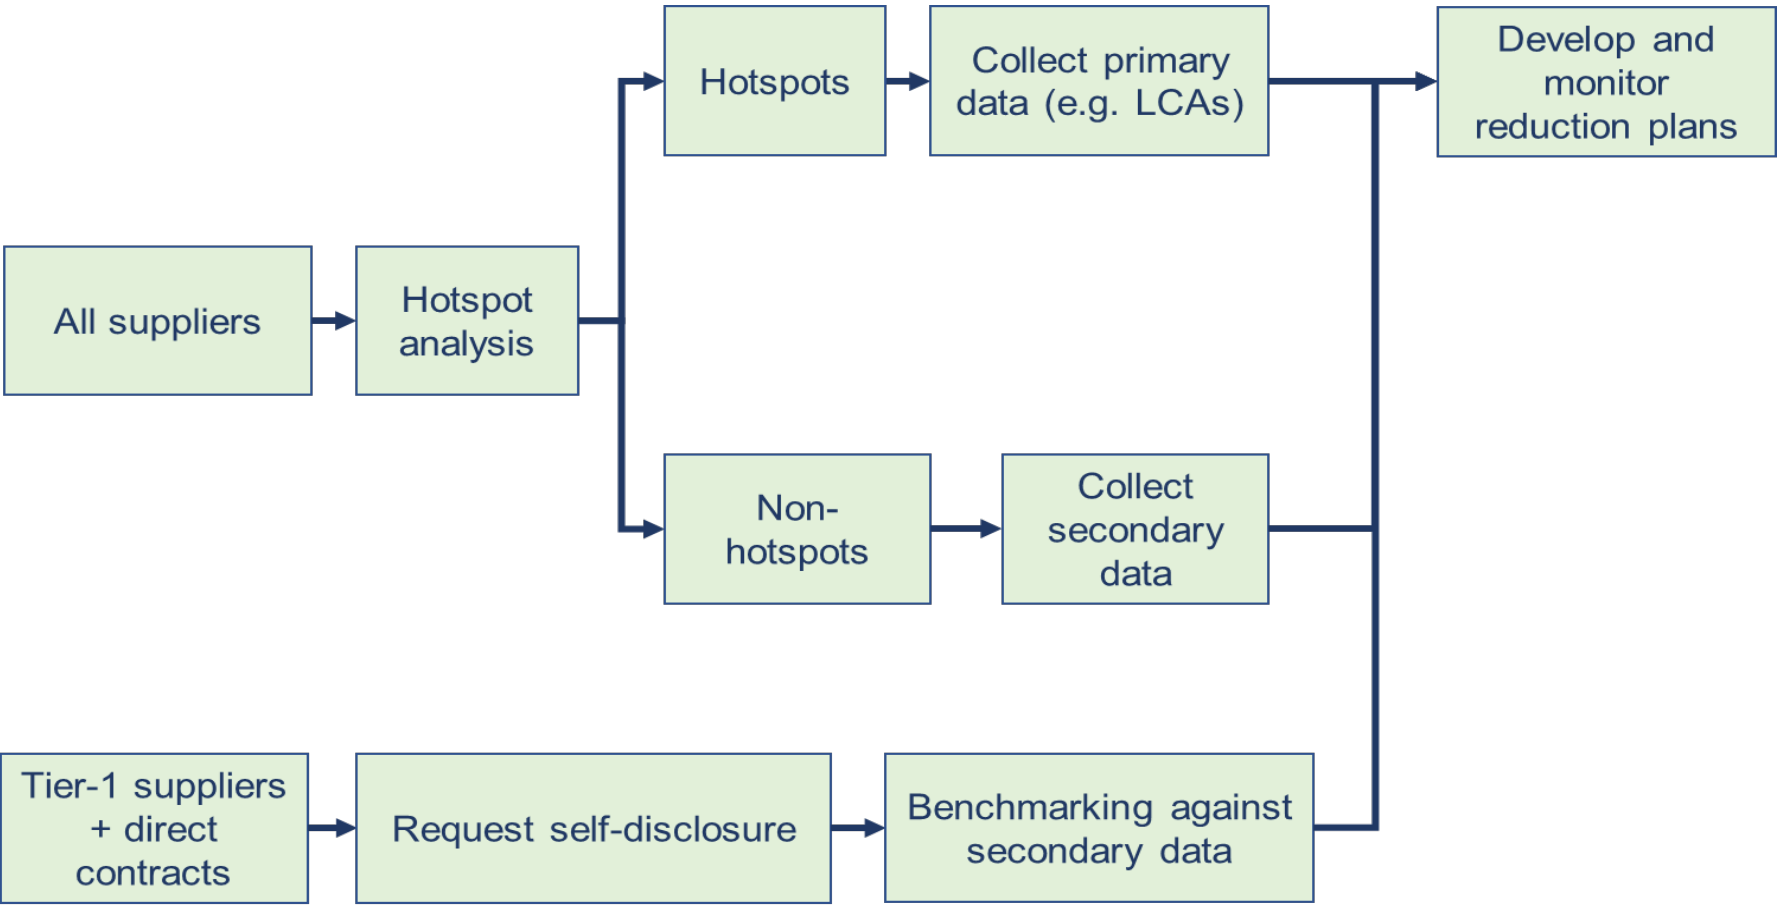 Hotspots
Collect primary
data (e.g. LCAs)
Develop and
monitor
reduction plans
All suppliers
Hotspot
analysis
Non-
hotspots
Collect
secondary
data
Tier-1 suppliers
+ direct
contracts
Request self-disclosure
Benchmarking against
secondary data